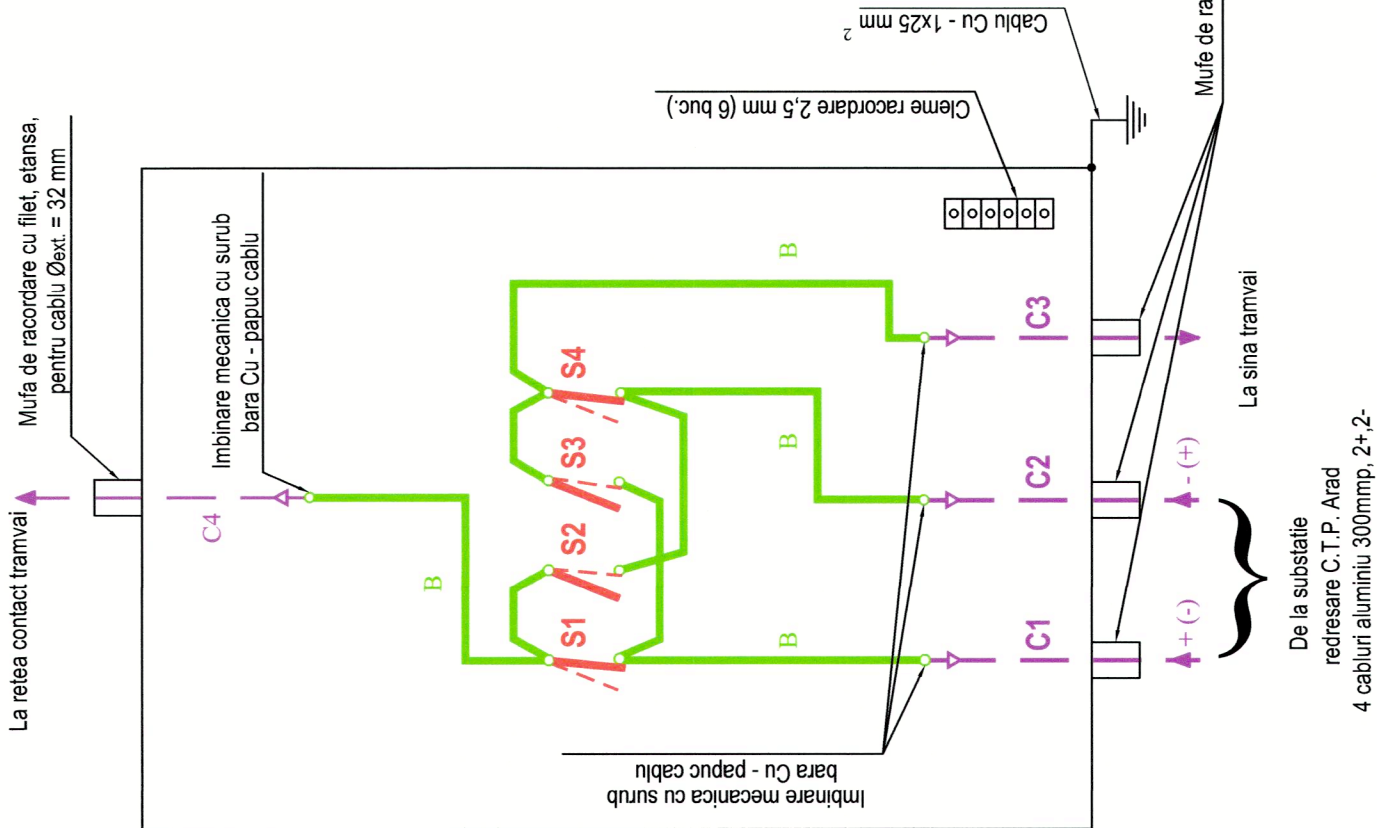 La retea contact tramvai
Mufa de racordare cu filet, etansa,
pentru cablu Øext. = 32 mm
Imbinare mecanica cu surub
bara Cu - papuc cablu
C4
B
S1
S2
S3
S4
B
B
B
Cleme racordare 2,5 mm (6 buc.)
Cablu Cu - 1x25 mm 2
Mufe de ra
Imbinare mecanica cu surub
bara Cu - papuc cablu
C1
C2
C3
+ (-)
- (+)
La sina tramvai
De la substatie
redresare C.T.P. Arad
4 cabluri aluminiu 300mmp, 2+,2-